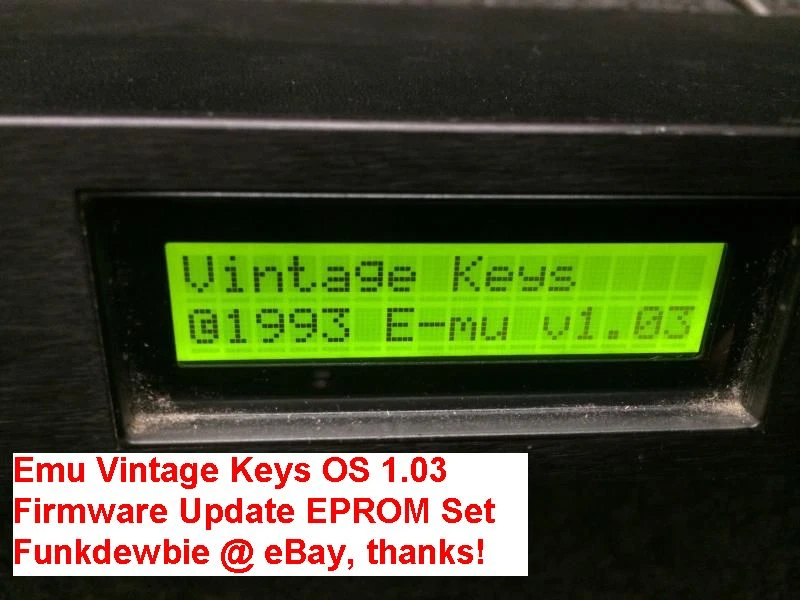 Vintage Keys
@1993 E-mu v1.03
Emu Vintage Keys OS 1.03
Firmware Update EPROM Set
Funkdewbie @ eBay, thanks!